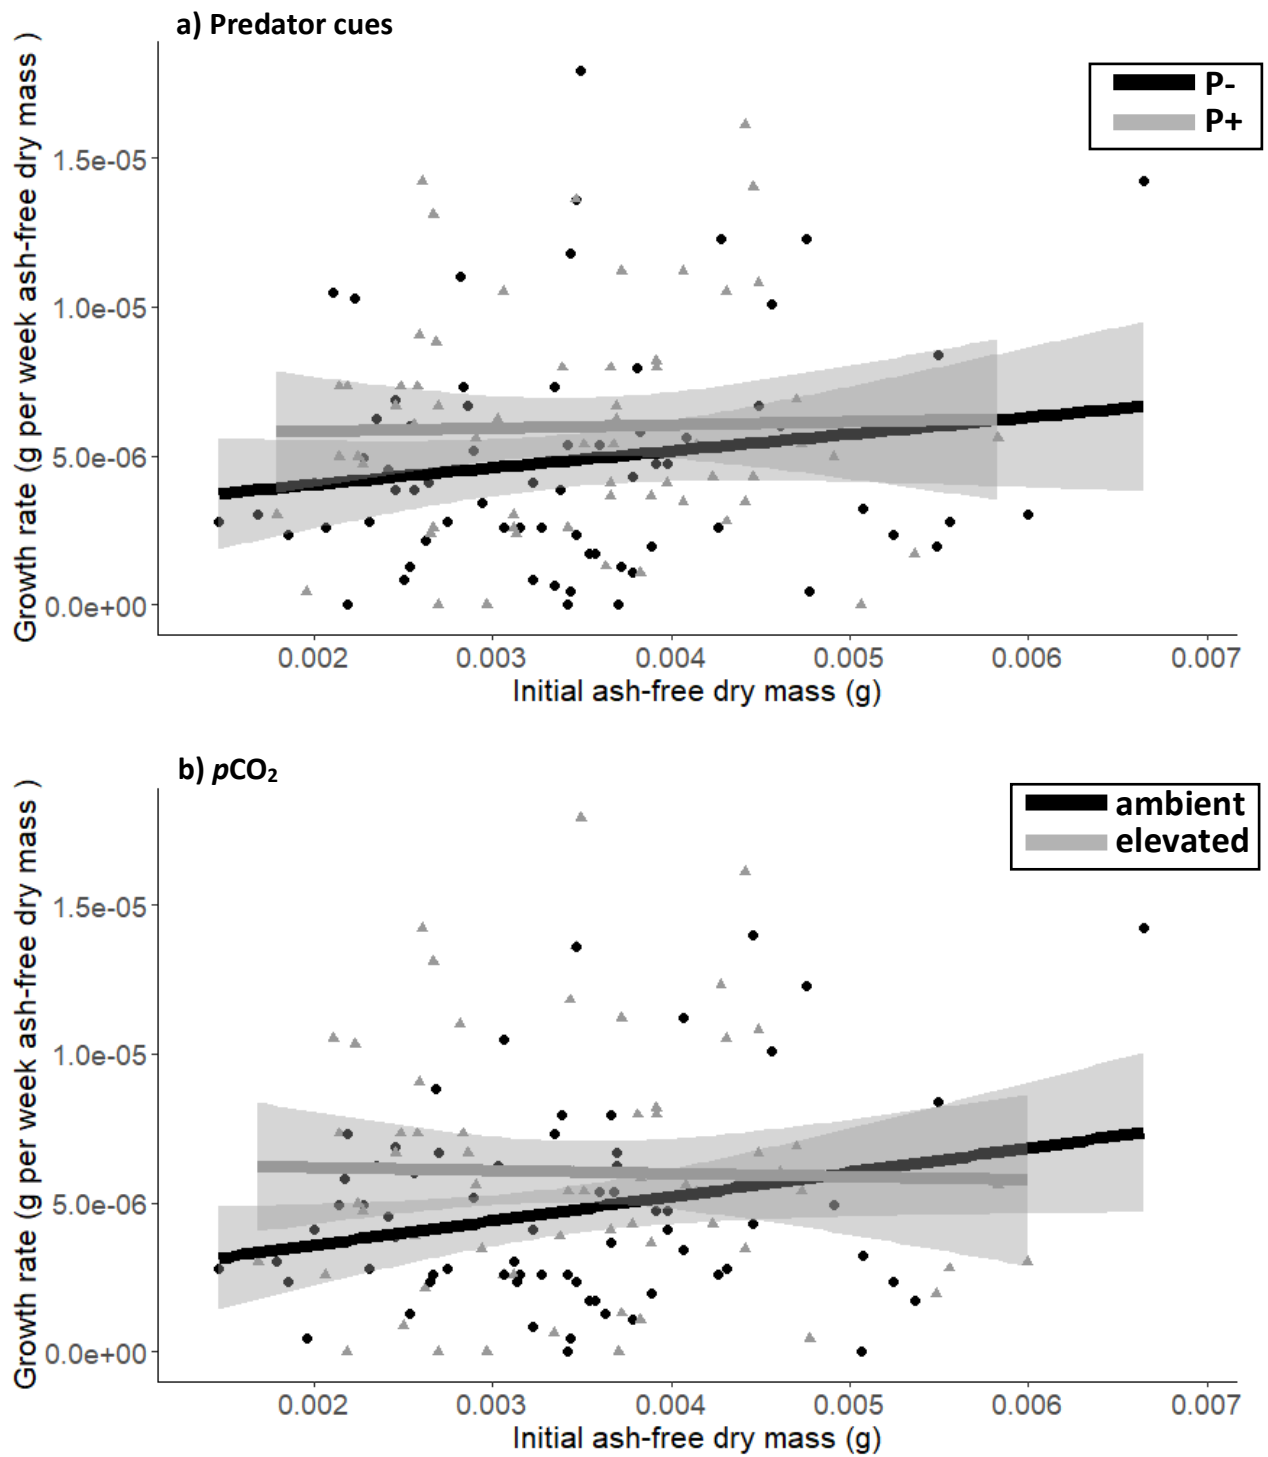 a) Predator cues
P-
P+
Growth rate (g per week ash-free dry mass )
1.5e-05
1.0e-05
5.0e-06
0.0e+00
0.002 0.003 0.004 0.005 0.006 0.007
Initial ash-free dry mass (g)
b) pCO₂
ambient
elevated
Growth rate (g per week ash-free dry mass )
1.5e-05
1.0e-05
5.0e-06
0.0e+00
0.002 0.003 0.004 0.005 0.006 0.007
Initial ash-free dry mass (g)